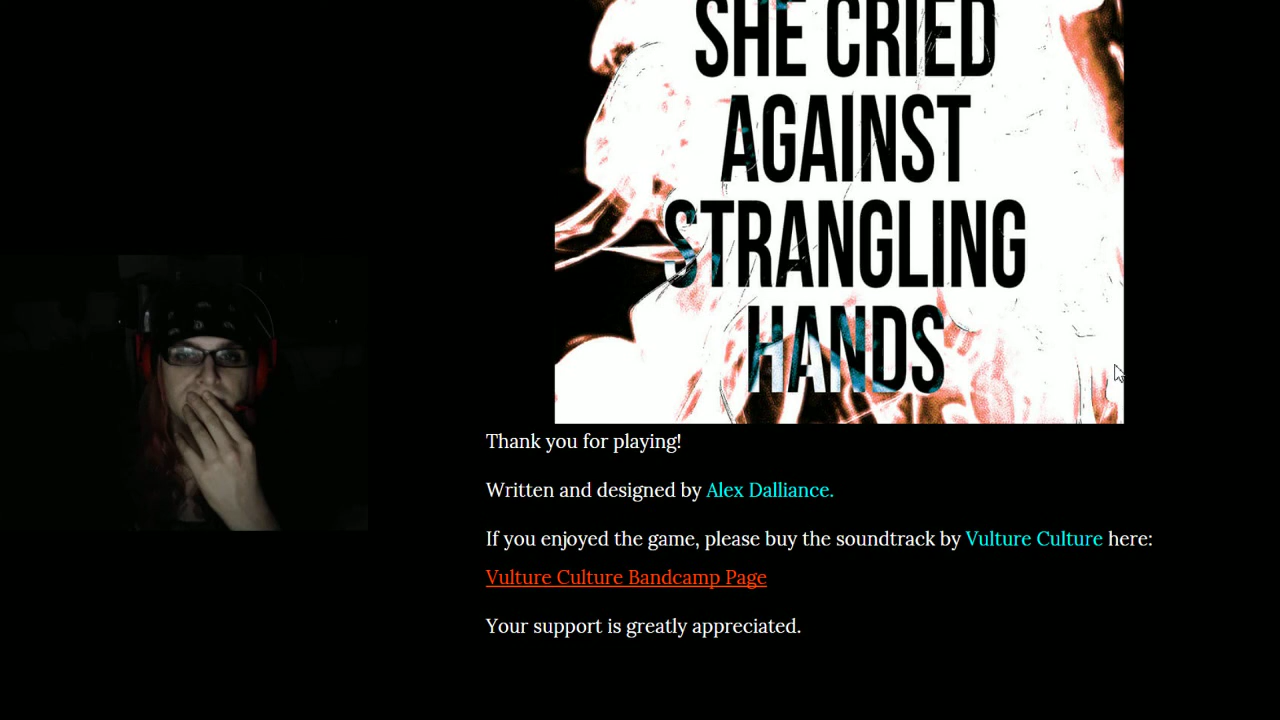 SHE CRIED
AGAINST
STRANGLING
HANDS
Thank you for playing!
Written and designed by Alex Dalliance.
If you enjoyed the game, please buy the soundtrack by Vulture Culture here:
Vulture Culture Bandcamp Page
Your support is greatly appreciated.